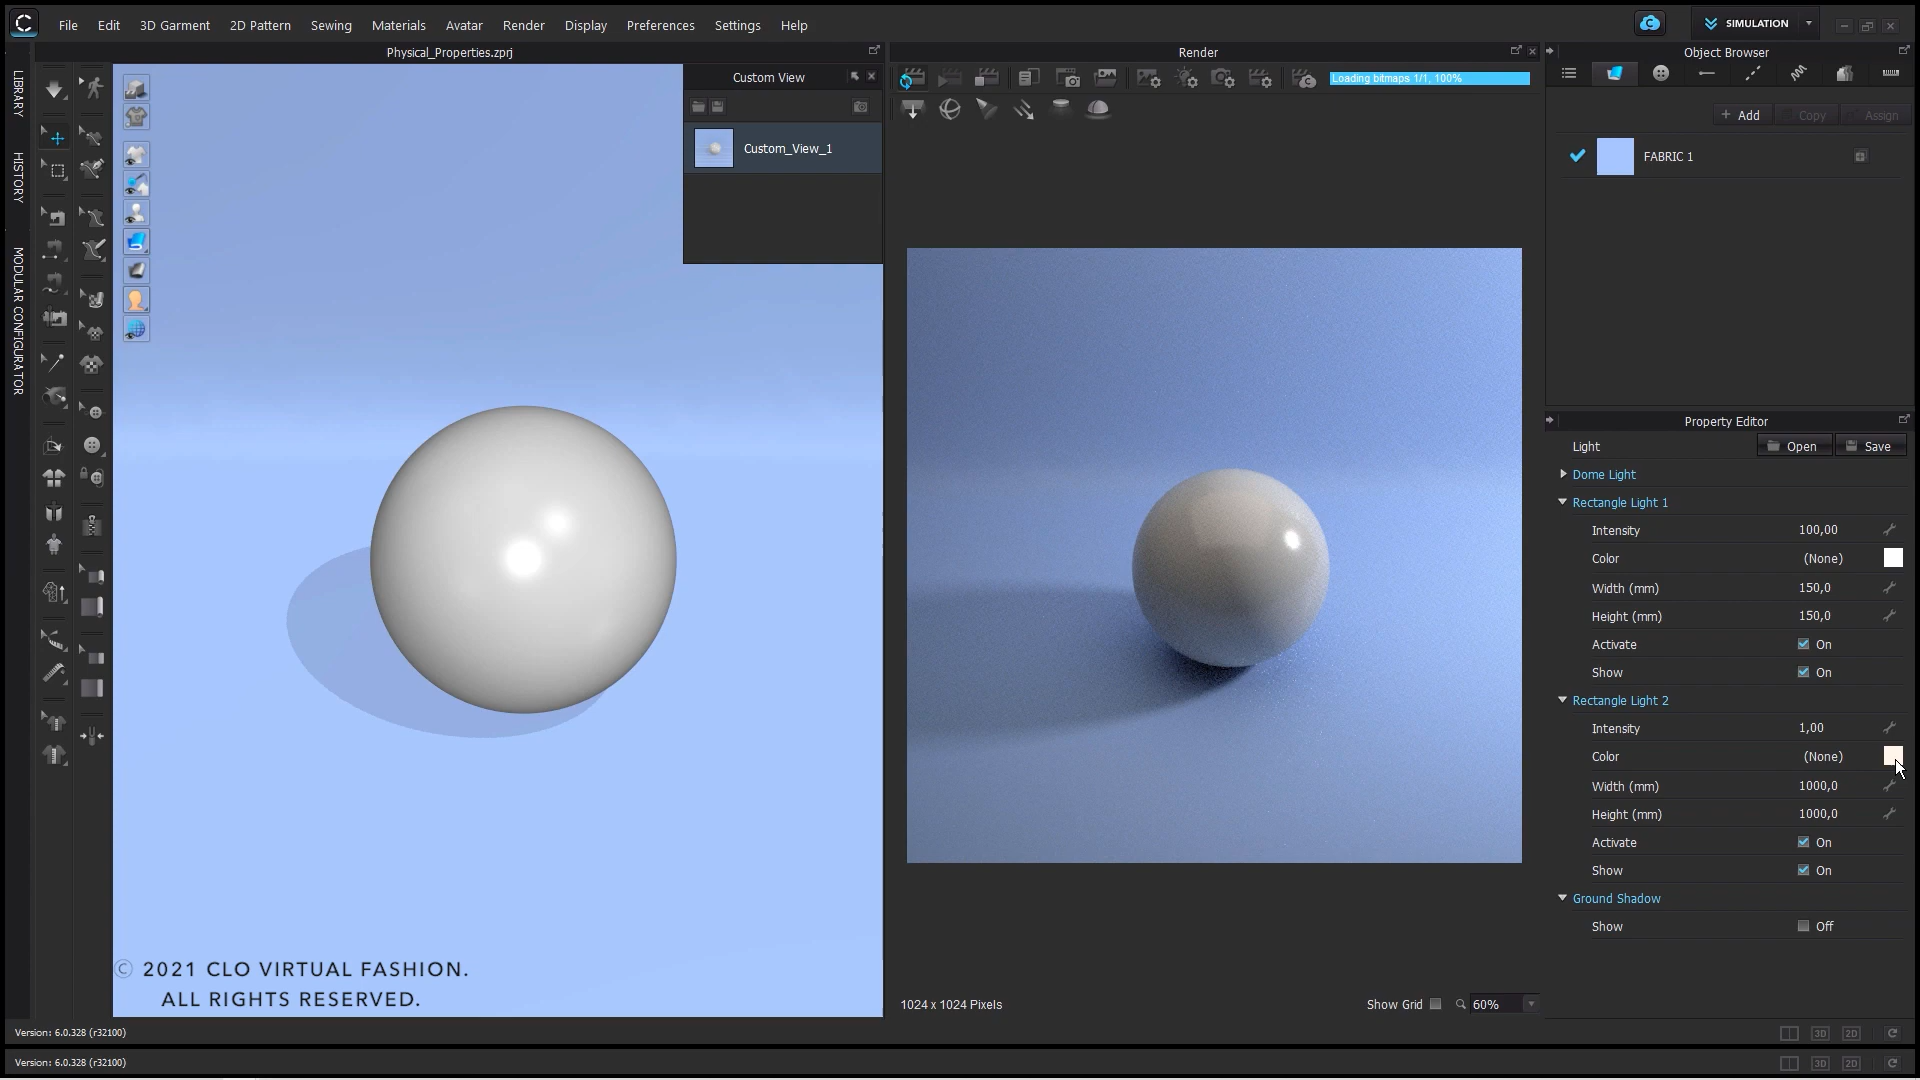 File Edit 3D Garment 2D Pattern Sewing Materials Avatar Render Display Preferences Settings Help
SIMULATION
Physical_Properties.zprj
Render
Object Browser
LIBRARY
HISTORY
MODULAR CONFIGURATOR
Custom View
Custom_View_1
Loading bitmaps 1/1, 100%
Add Copy Assign
FABRIC 1
Property Editor
Light Open Save
Dome Light
Rectangle Light 1
Intensity 100,00
Color (None)
Width (mm) 150,0
Height (mm) 150,0
Activate On
Show On
Rectangle Light 2
Intensity 1,00
Color (None)
Width (mm) 1000,0
Height (mm) 1000,0
Activate On
Show On
Ground Shadow
Show Off
© 2021 CLO VIRTUAL FASHION.
ALL RIGHTS RESERVED.
1024 x 1024 Pixels
Show Grid 60%
Version: 6.0.328 (r32100)
3D 2D
Version: 6.0.328 (r32100)
3D 2D